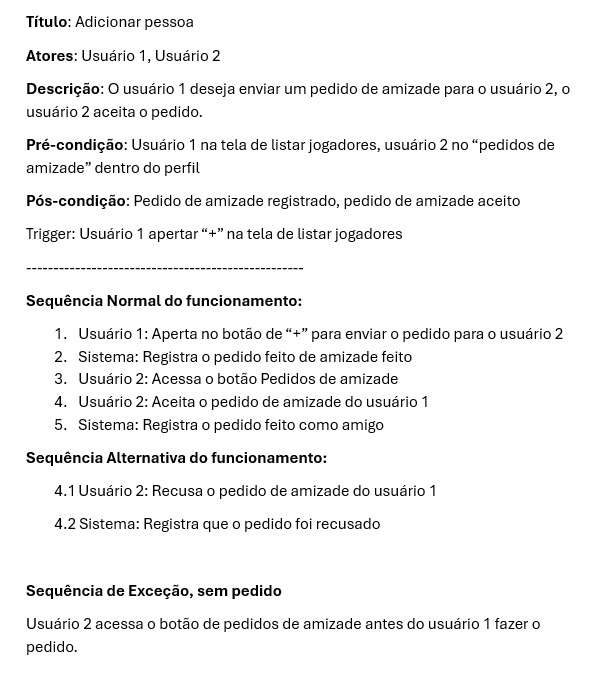 Título: Adicionar pessoa
Atores: Usuário 1, Usuário 2
Descrição: O usuário 1 deseja enviar um pedido de amizade para o usuário 2, o
usuário 2 aceita o pedido.
Pré-condição: Usuário 1 na tela de listar jogadores, usuário 2 no “pedidos de
amizade” dentro do perfil
Pós-condição: Pedido de amizade registrado, pedido de amizade aceito
Trigger: Usuário 1 apertar “+” na tela de listar jogadores
---------------------------------------------------
Sequência Normal do funcionamento:
1. Usuário 1: Aperta no botão de “+” para enviar o pedido para o usuário 2
2. Sistema: Registra o pedido feito de amizade feito
3. Usuário 2: Acessa o botão Pedidos de amizade
4. Usuário 2: Aceita o pedido de amizade do usuário 1
5. Sistema: Registra o pedido feito como amigo
Sequência Alternativa do funcionamento:
4.1 Usuário 2: Recusa o pedido de amizade do usuário 1
4.2 Sistema: Registra que o pedido foi recusado
Sequência de Exceção, sem pedido
Usuário 2 acessa o botão de pedidos de amizade antes do usuário 1 fazer o
pedido.